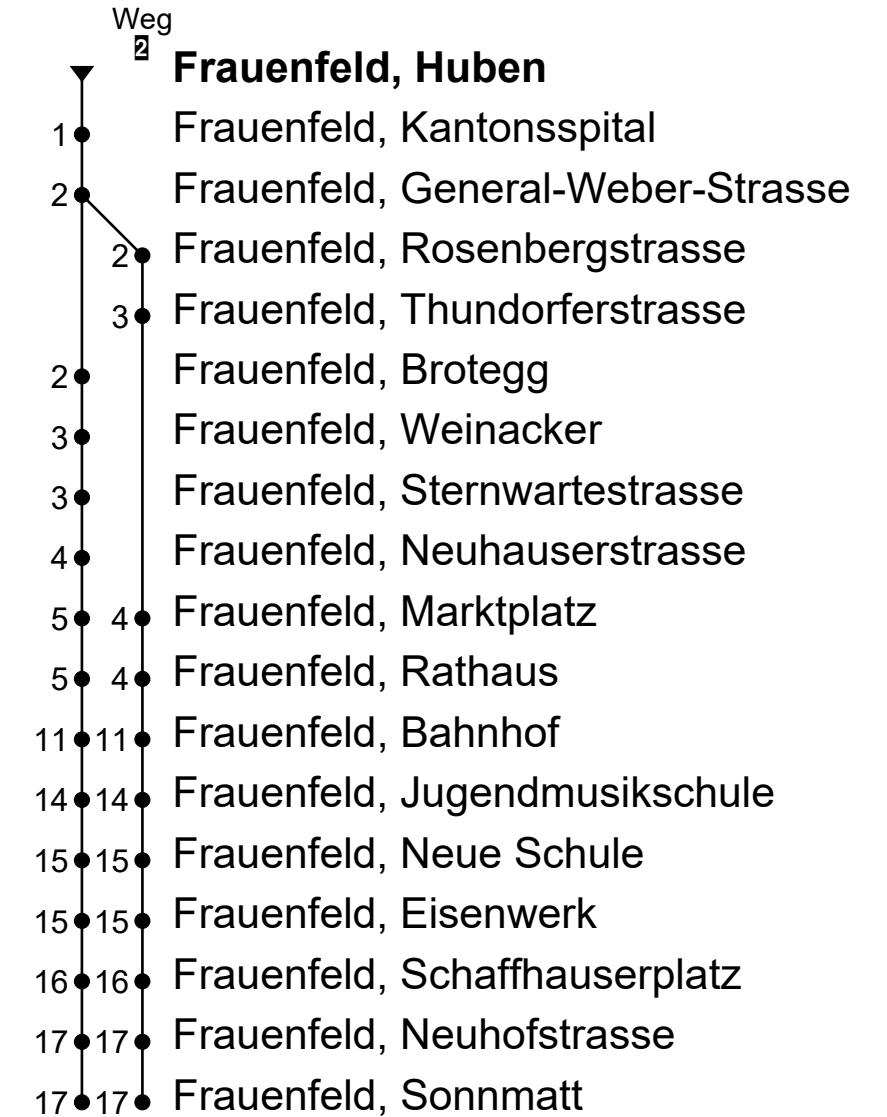 Weg
2 Frauenfeld, Huben
1 Frauenfeld, Kantonsspital
2 Frauenfeld, General-Weber-Strasse
2 Frauenfeld, Rosenbergstrasse
3 Frauenfeld, Thundorferstrasse
2 Frauenfeld, Brotegg
3 Frauenfeld, Weinacker
3 Frauenfeld, Sternwartestrasse
4 Frauenfeld, Neuhauserstrasse
5 4 Frauenfeld, Marktplatz
5 4 Frauenfeld, Rathaus
11 11 Frauenfeld, Bahnhof
14 14 Frauenfeld, Jugendmusikschule
15 15 Frauenfeld, Neue Schule
15 15 Frauenfeld, Eisenwerk
16 16 Frauenfeld, Schaffhauserplatz
17 17 Frauenfeld, Neuhofstrasse
17 17 Frauenfeld, Sonnmatt